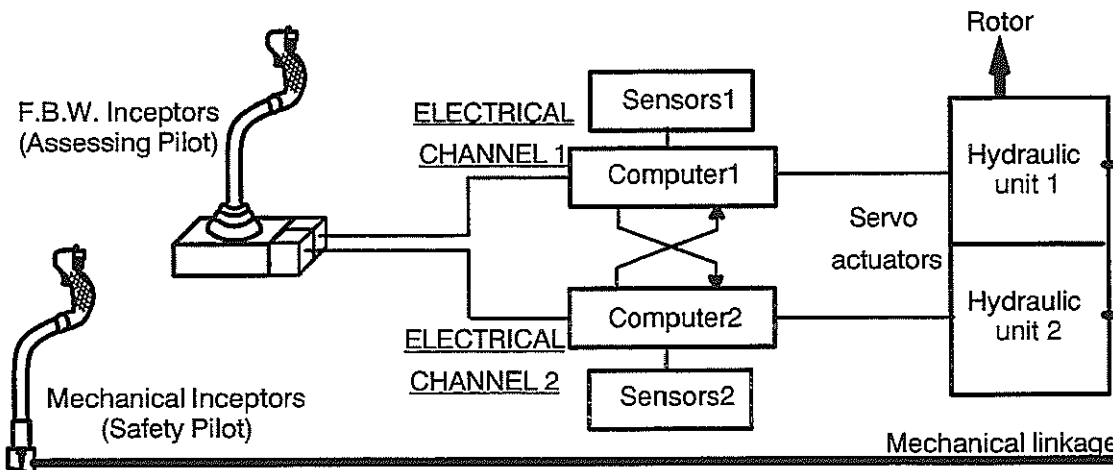 Rotor
F.B.W. Inceptors
(Assessing Pilot)
ELECTRICAL
CHANNEL 1
Sensors1
Computer1
Hydraulic
unit 1
Servo
actuators
Computer2
Hydraulic
unit 2
ELECTRICAL
CHANNEL 2
Sensors2
Mechanical Inceptors
(Safety Pilot)
Mechanical linkage